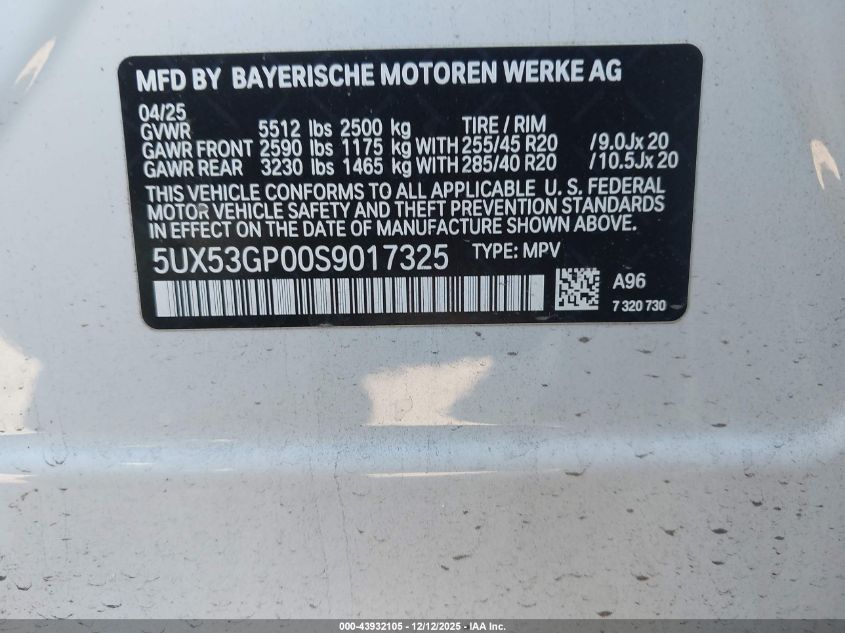 MFD BY BAYERISCHE MOTOREN WERKE AG
04/25
GVWR 5512 lbs 2500 kg TIRE / RIM
GAWR FRONT 2590 lbs 1175 kg WITH 255/45 R20 /9.0Jx 20
GAWR REAR 3230 lbs 1465 kg WITH 285/40 R20 /10.5Jx 20
THIS VEHICLE CONFORMS TO ALL APPLICABLE U. S. FEDERAL
MOTOR VEHICLE SAFETY AND THEFT PREVENTION STANDARDS
IN EFFECT ON THE DATE OF MANUFACTURE SHOWN ABOVE.
5UX53GP00S9017325 TYPE: MPV
A96
7 320 730
000-43932105 - 12/12/2025 - IAA Inc.